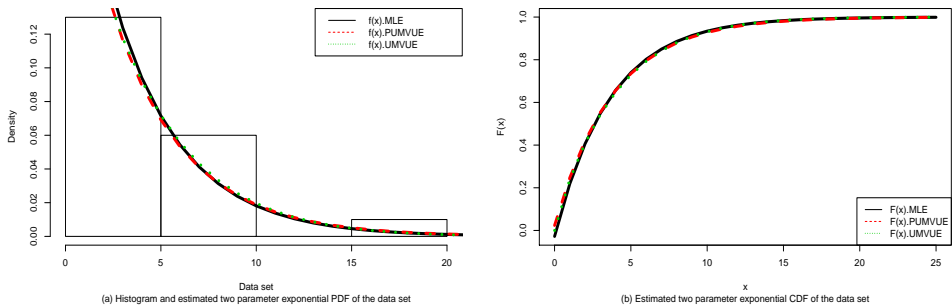 f(x).MLE
f(x).PUMVUE
f(x).UMVUE
Density
0.12
0.10
0.08
0.06
0.04
0.02
0.00
0 5 10 15 20
Data set
(a) Histogram and estimated two parameter exponential PDF of the data set
F(x)
1.0
0.8
0.6
0.4
0.2
0.0
F(x).MLE
F(x).PUMVUE
F(x).UMVUE
0 5 10 15 20 25
x
(b) Estimated two parameter exponential CDF of the data set